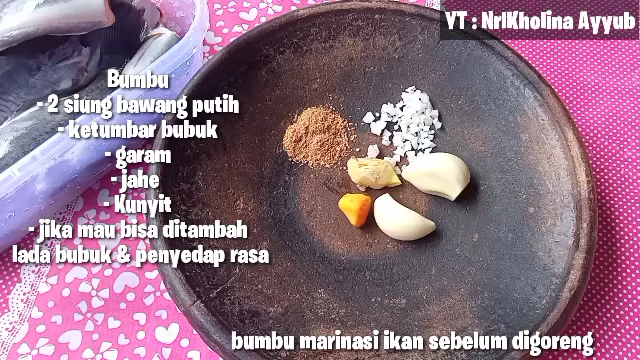 YT : NrlKholina Ayyub
Bumbu
- 2 siung bawang putih
- ketumbar bubuk
- garam
- jahe
- Kunyit
- jika mau bisa ditambah
lada bubuk & penyedap rasa
bumbu marinasi ikan sebelum digoreng